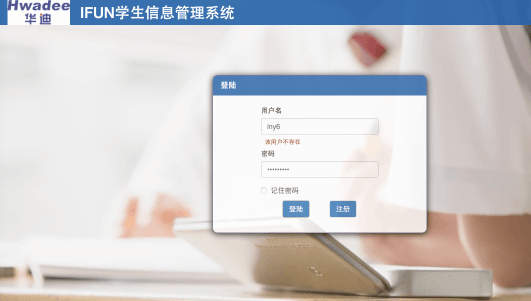 Hwadee
华迪
IFUN学生信息管理系统
登陆
用户名
iny6
该用户不存在
密码
•••••••••
记住密码
登陆
注册